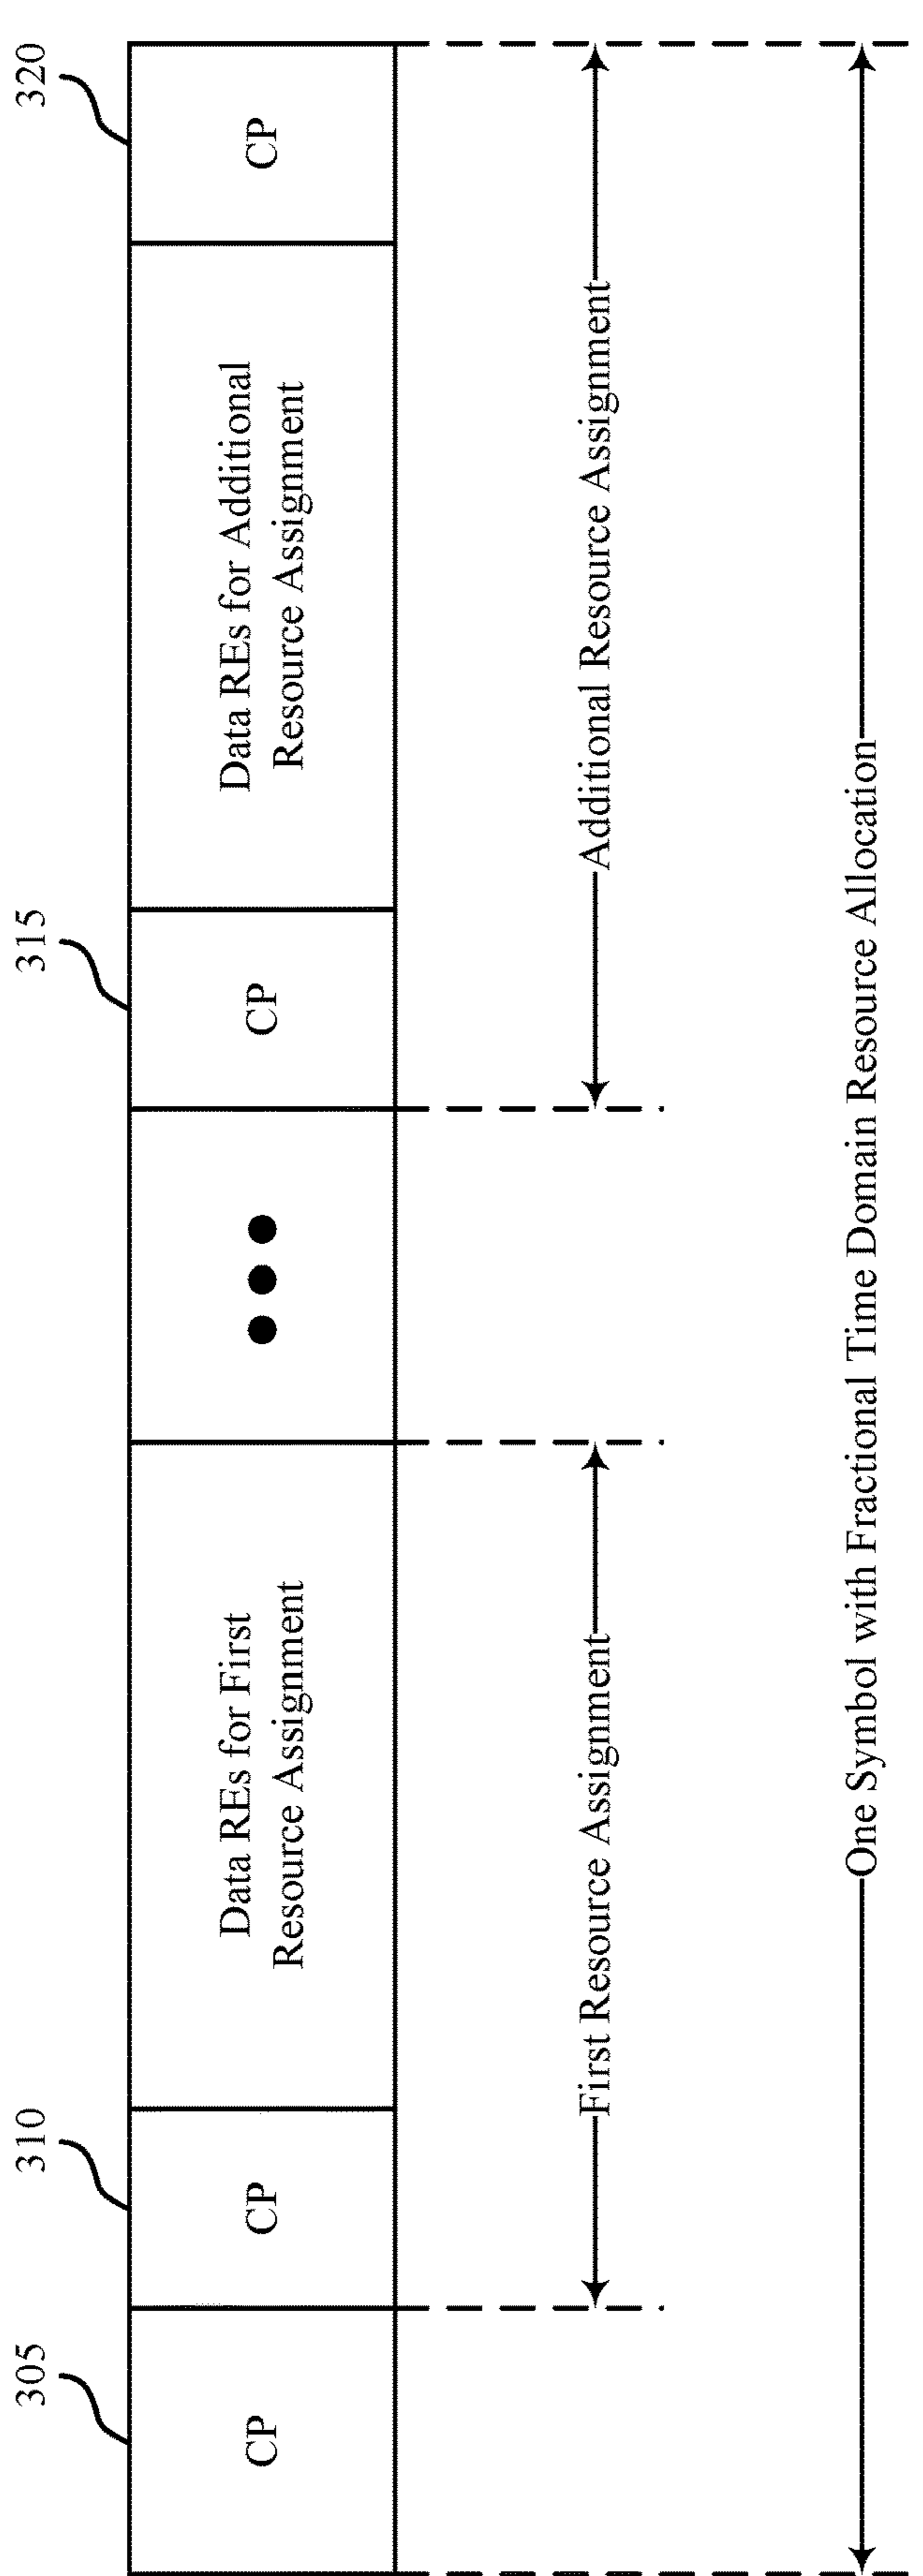 305
310
315
320
CP
CP
Data REs for First
Resource Assignment
CP
Data REs for Additional
Resource Assignment
CP
First Resource Assignment
Additional Resource Assignment
One Symbol with Fractional Time Domain Resource Allocation